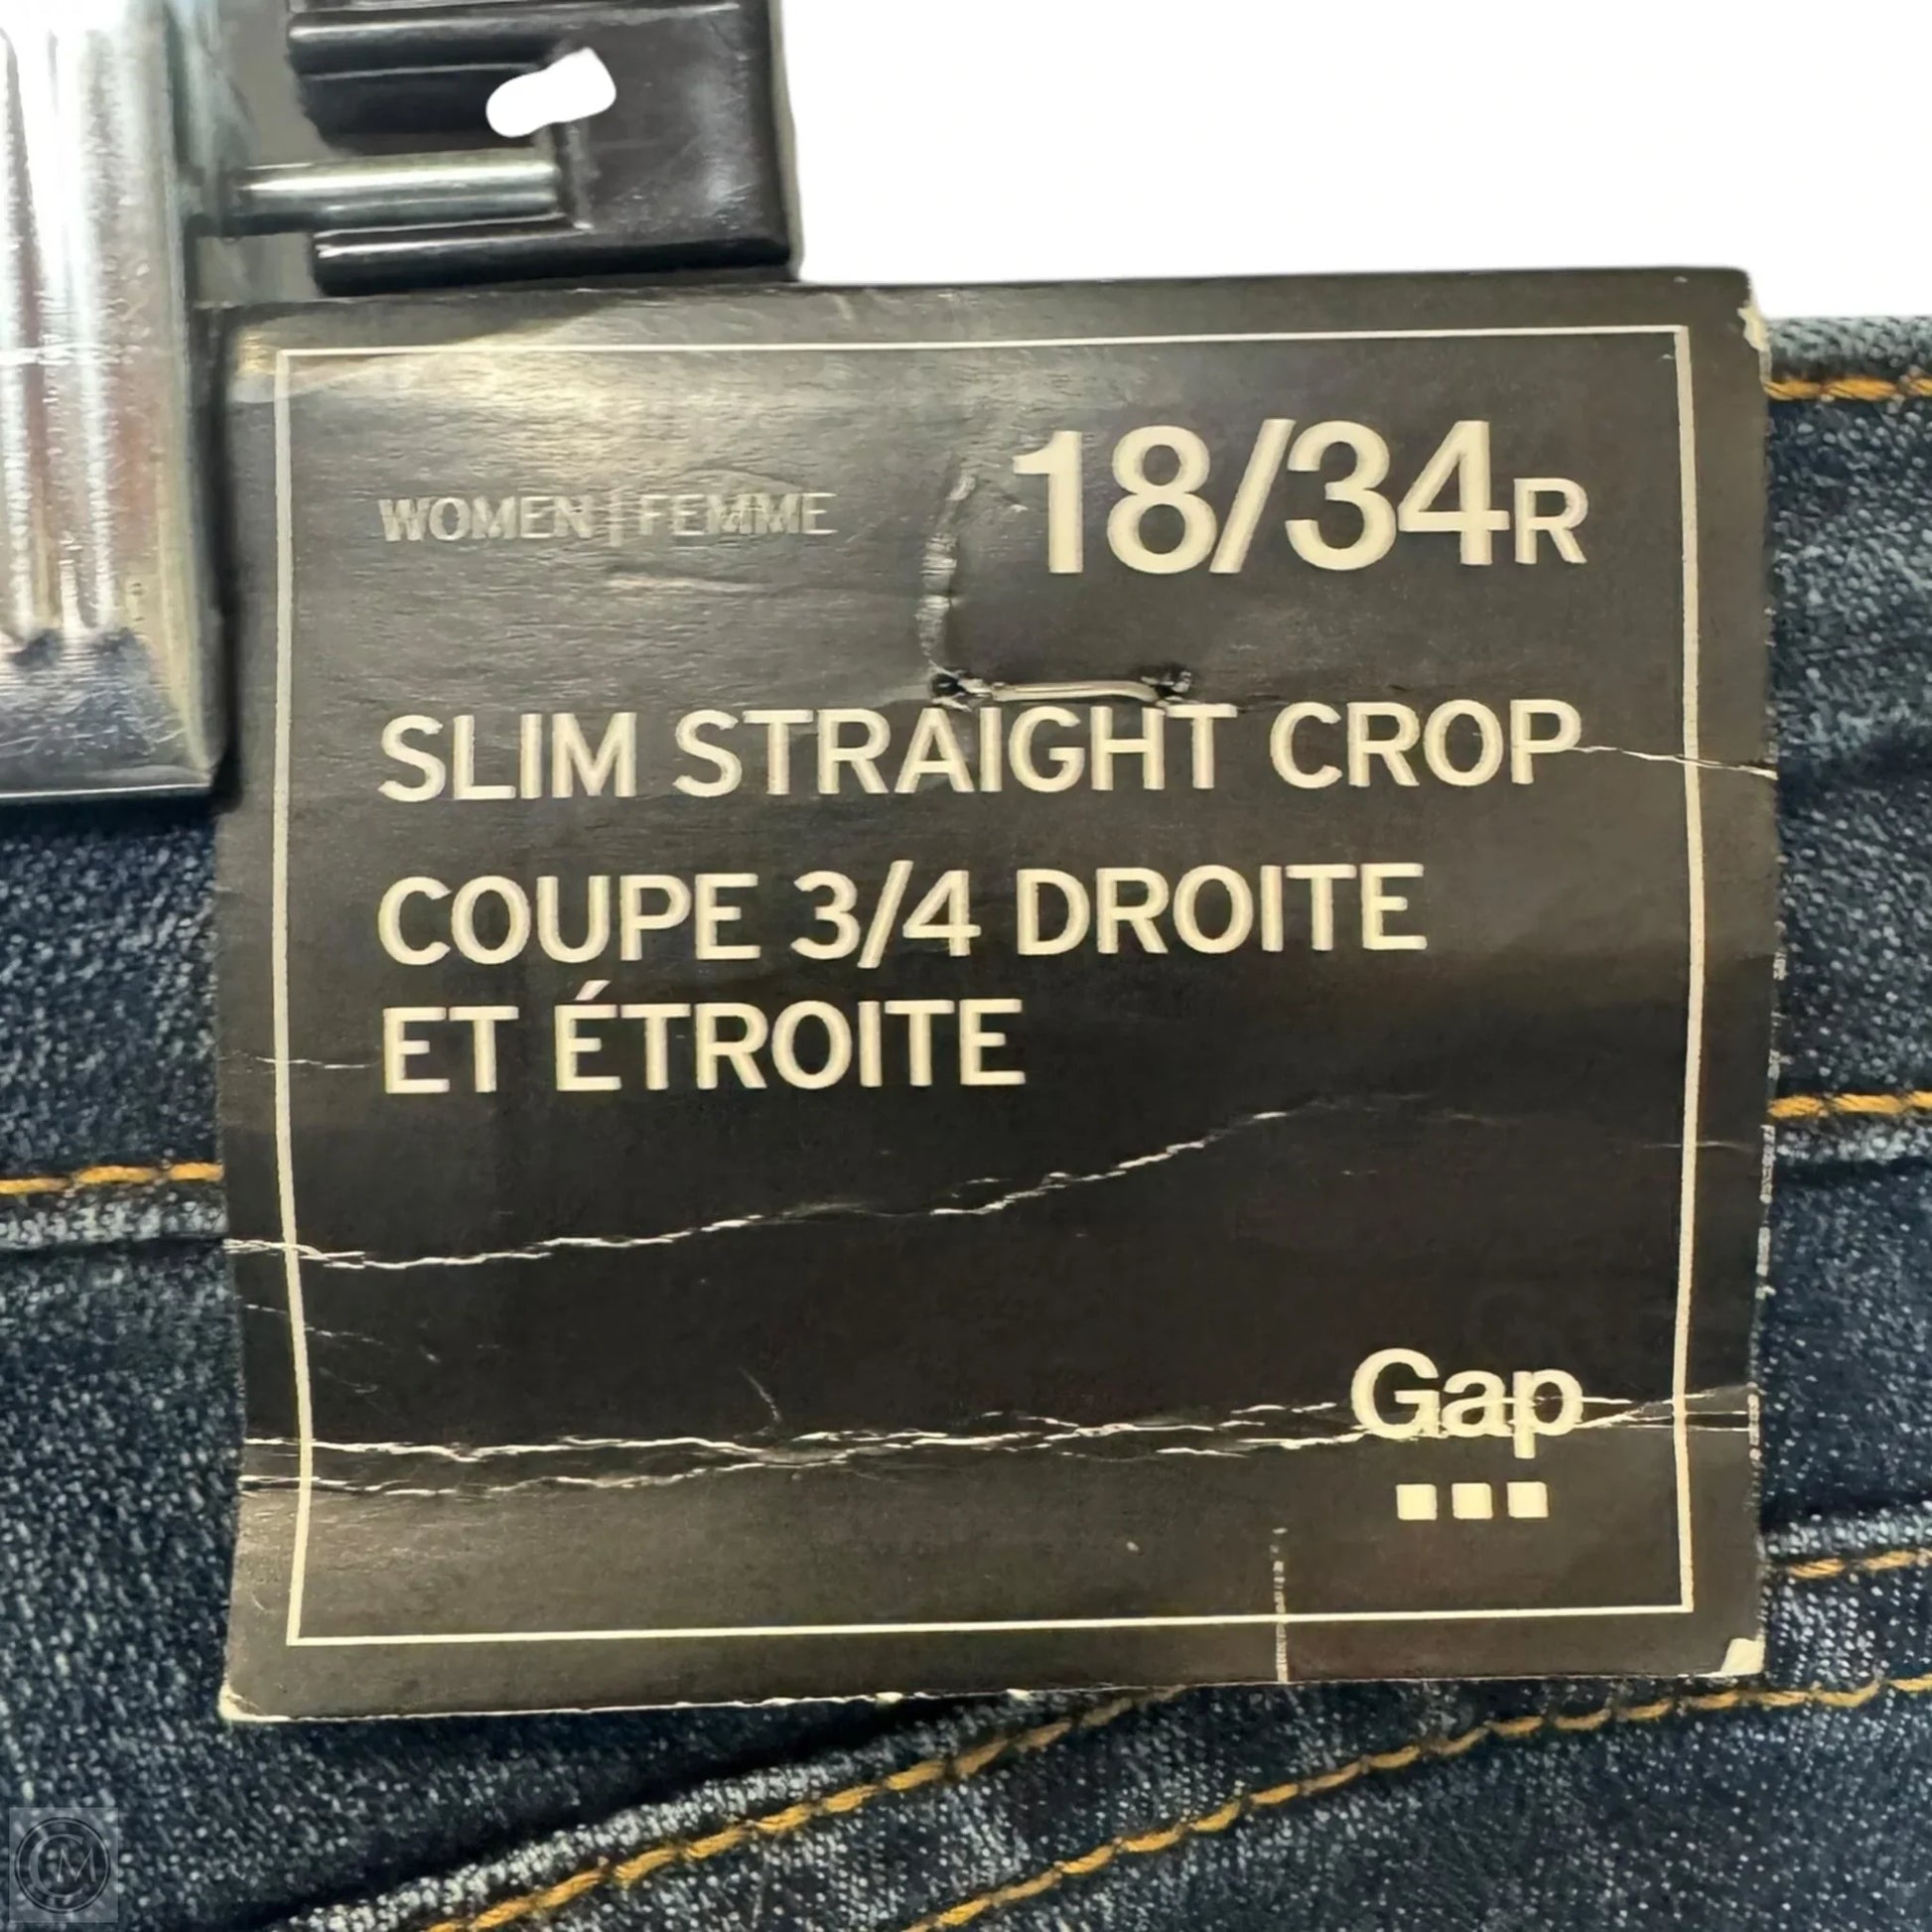 WOMEN | FEMME
18/34R
SLIM STRAIGHT CROP
COUPE 3/4 DROITE
ET ÉTROITE
Gap